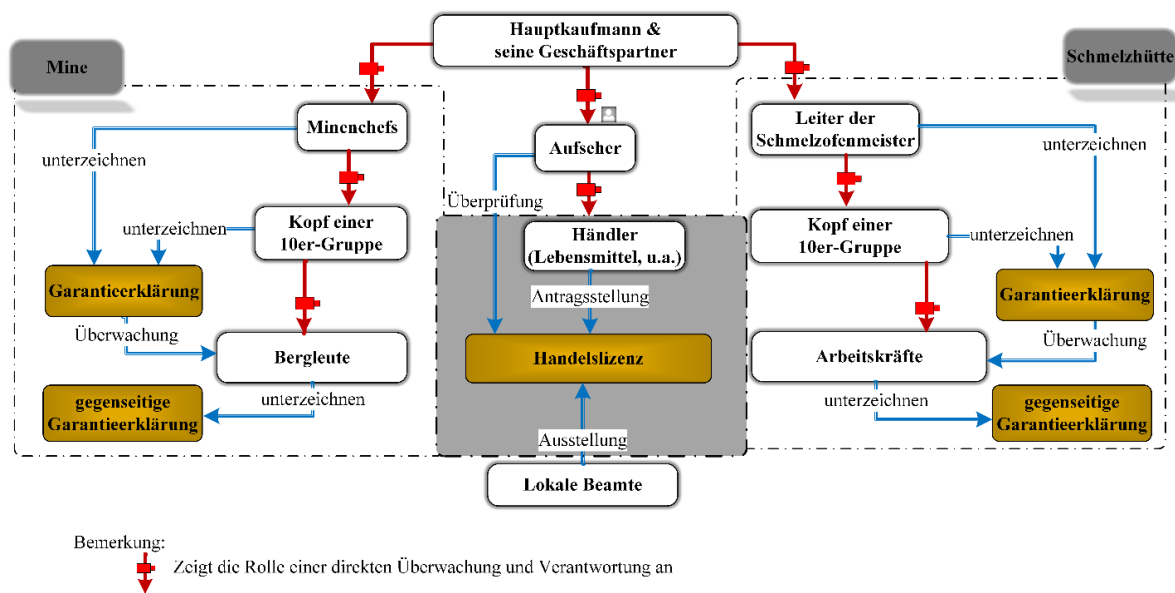 Hauptkaufmann &
seine Geschäftspartner
Mine
Schmelzhütte
Minenchefs
Aufseher
Leiter der
Schmelzofenmeister
unterzeichnen
unterzeichnen
Überprüfung
Kopf einer
10er-Gruppe
unterzeichnen
Händler
(Lebensmittel, u.a.)
Kopf einer
10er-Gruppe
unterzeichnen
Garantieerklärung
Antragsstellung
Garantieerklärung
Überwachung
Bergleute
Handelslizenz
Arbeitskräfte
Überwachung
gegenseitige
Garantieerklärung
unterzeichnen
unterzeichnen
gegenseitige
Garantieerklärung
Ausstellung
Lokale Beamte
Bemerkung:
Zeigt die Rolle einer direkten Überwachung und Verantwortung an